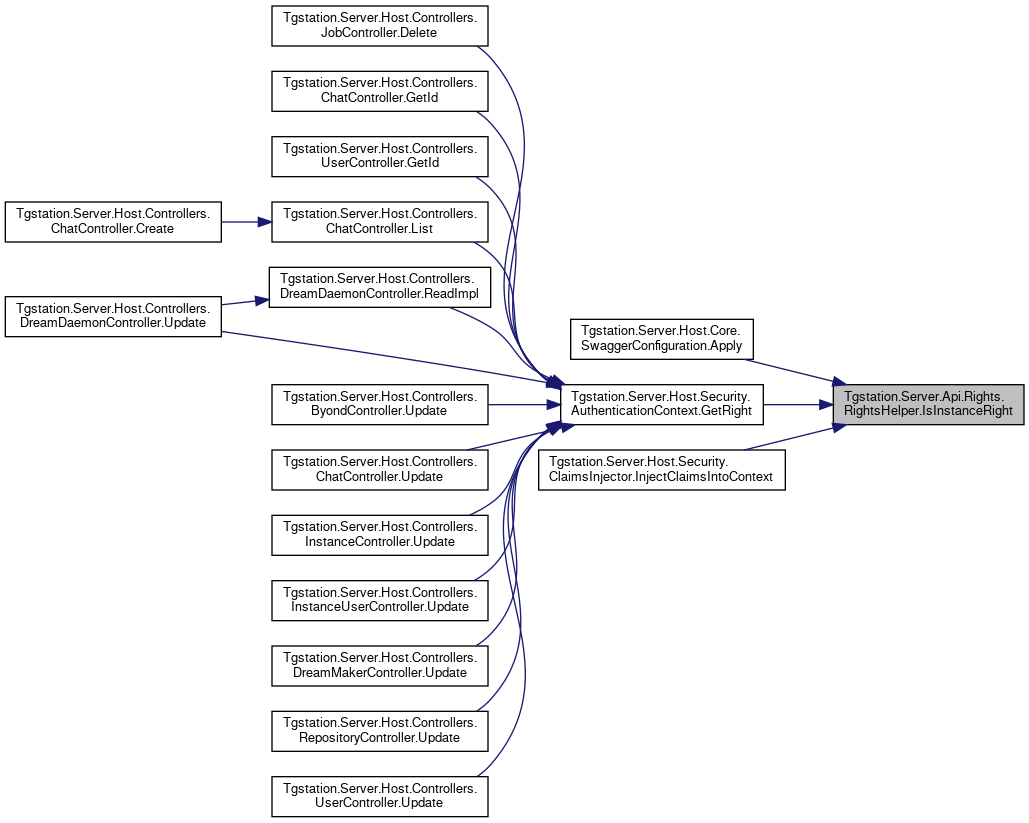 Tgstation.Server.Host.Controllers.
JobController.Delete
Tgstation.Server.Host.Controllers.
ChatController.GetId
Tgstation.Server.Host.Controllers.
UserController.GetId
Tgstation.Server.Host.Controllers.
ChatController.Create
Tgstation.Server.Host.Controllers.
ChatController.List
Tgstation.Server.Host.Controllers.
DreamDaemonController.ReadImpl
Tgstation.Server.Host.Controllers.
DreamDaemonController.Update
Tgstation.Server.Host.Core.
SwaggerConfiguration.Apply
Tgstation.Server.Host.Controllers.
ByondController.Update
Tgstation.Server.Host.Security.
AuthenticationContext.GetRight
Tgstation.Server.Api.Rights.
RightsHelper.IsInstanceRight
Tgstation.Server.Host.Controllers.
ChatController.Update
Tgstation.Server.Host.Security.
ClaimsInjector.InjectClaimsIntoContext
Tgstation.Server.Host.Controllers.
InstanceController.Update
Tgstation.Server.Host.Controllers.
InstanceUserController.Update
Tgstation.Server.Host.Controllers.
DreamMakerController.Update
Tgstation.Server.Host.Controllers.
RepositoryController.Update
Tgstation.Server.Host.Controllers.
UserController.Update